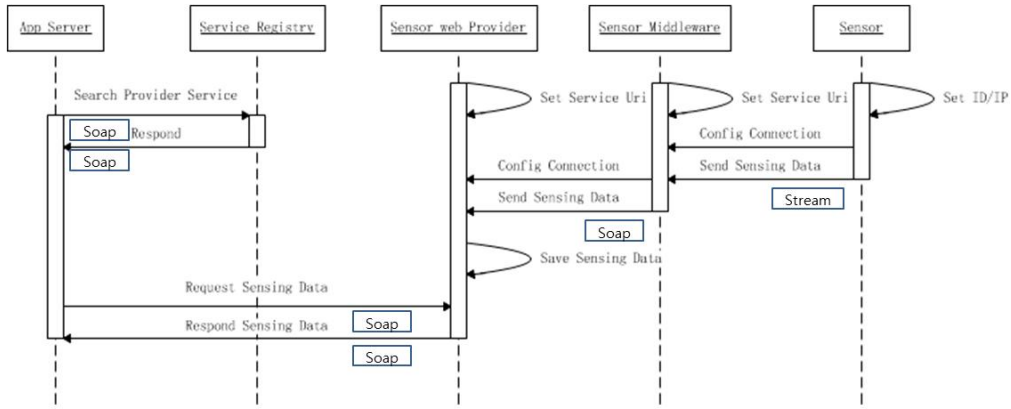 App Server
Service Registry
Sensor web Provider
Sensor Middleware
Sensor
Search Provider Service
Set Service Uri
Set Service Uri
Set ID/IP
Soap
Respond
Config Connection
Soap
Config Connection
Send Sensing Data
Send Sensing Data
Stream
Soap
Save Sensing Data
Request Sensing Data
Respond Sensing Data
Soap
Soap